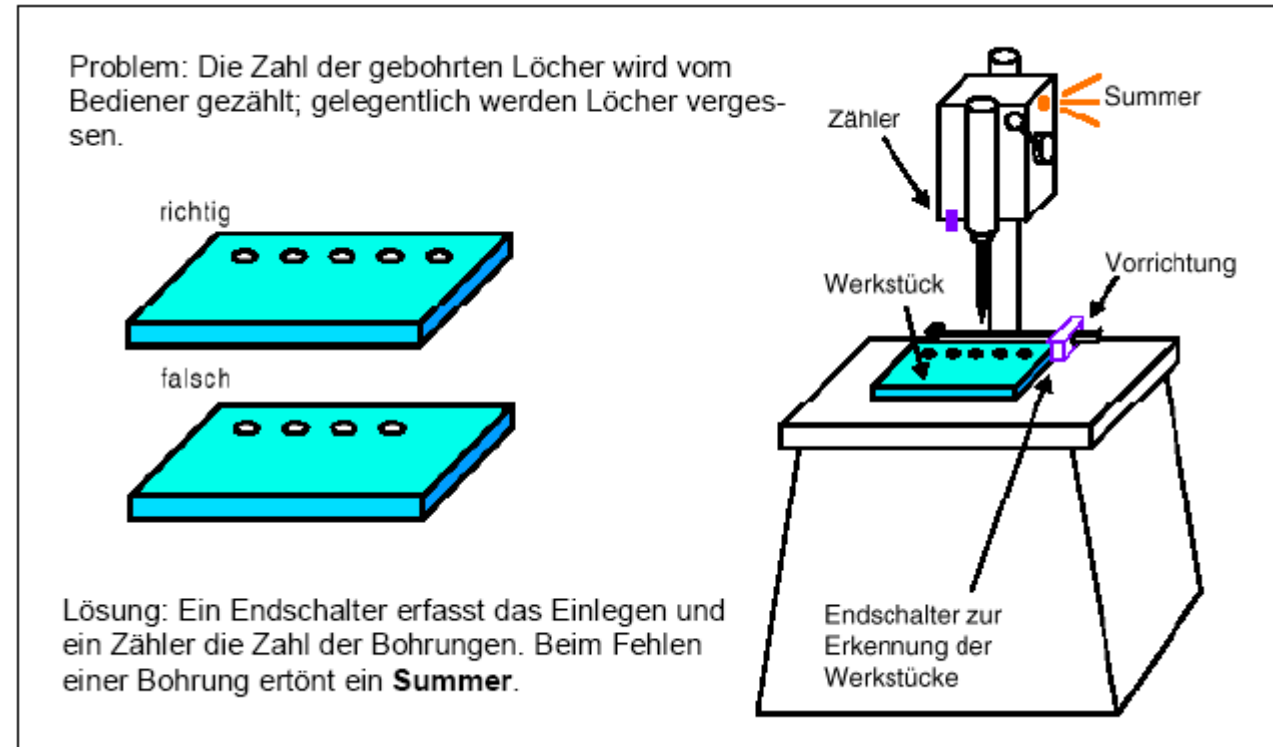 Problem: Die Zahl der gebohrten Löcher wird vom
Bediener gezählt; gelegentlich werden Löcher verges-
sen.
richtig
falsch
Lösung: Ein Endschalter erfasst das Einlegen und
ein Zähler die Zahl der Bohrungen. Beim Fehlen
einer Bohrung ertönt ein Summer.
Summer
Zähler
Vorrichtung
Werkstück
Endschalter zur
Erkennung der
Werkstücke